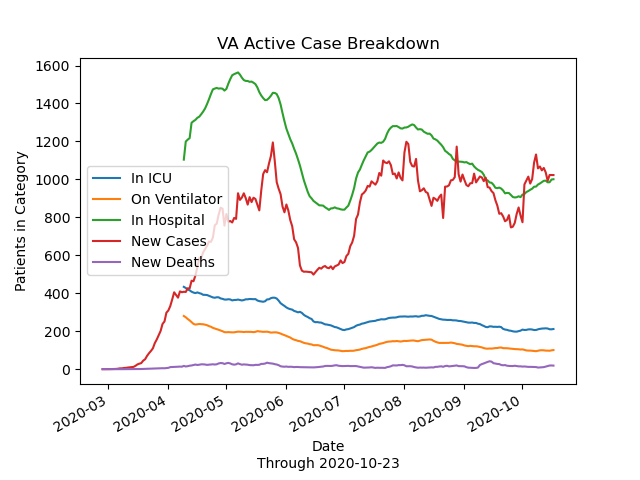 VA Active Case Breakdown
Patients in Category
1600
1400
1200
1000
800
600
400
200
0
In ICU
On Ventilator
In Hospital
New Cases
New Deaths
2020-03
2020-04
2020-05
2020-06
2020-07
2020-08
2020-09
2020-10
Date
Through 2020-10-23